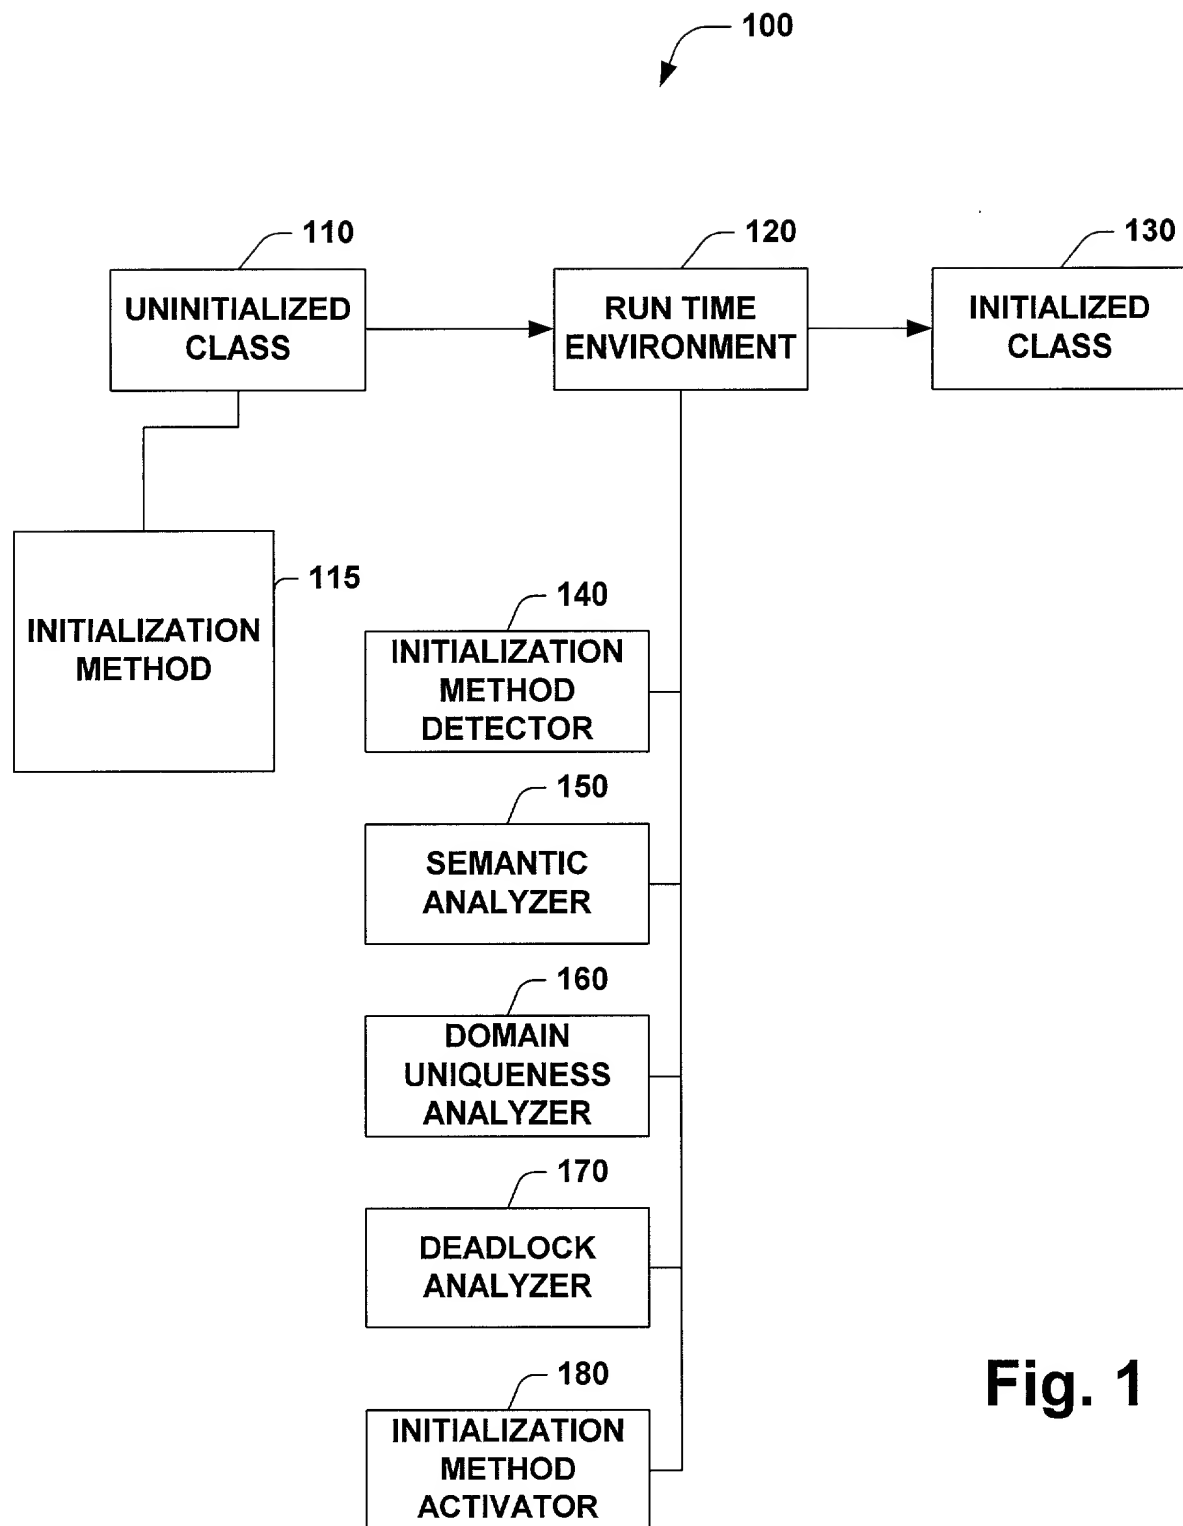 100
110
UNINITIALIZED
CLASS
120
RUN TIME
ENVIRONMENT
130
INITIALIZED
CLASS
115
INITIALIZATION
METHOD
140
INITIALIZATION
METHOD
DETECTOR
150
SEMANTIC
ANALYZER
160
DOMAIN
UNIQUENESS
ANALYZER
170
DEADLOCK
ANALYZER
180
INITIALIZATION
METHOD
ACTIVATOR
Fig. 1